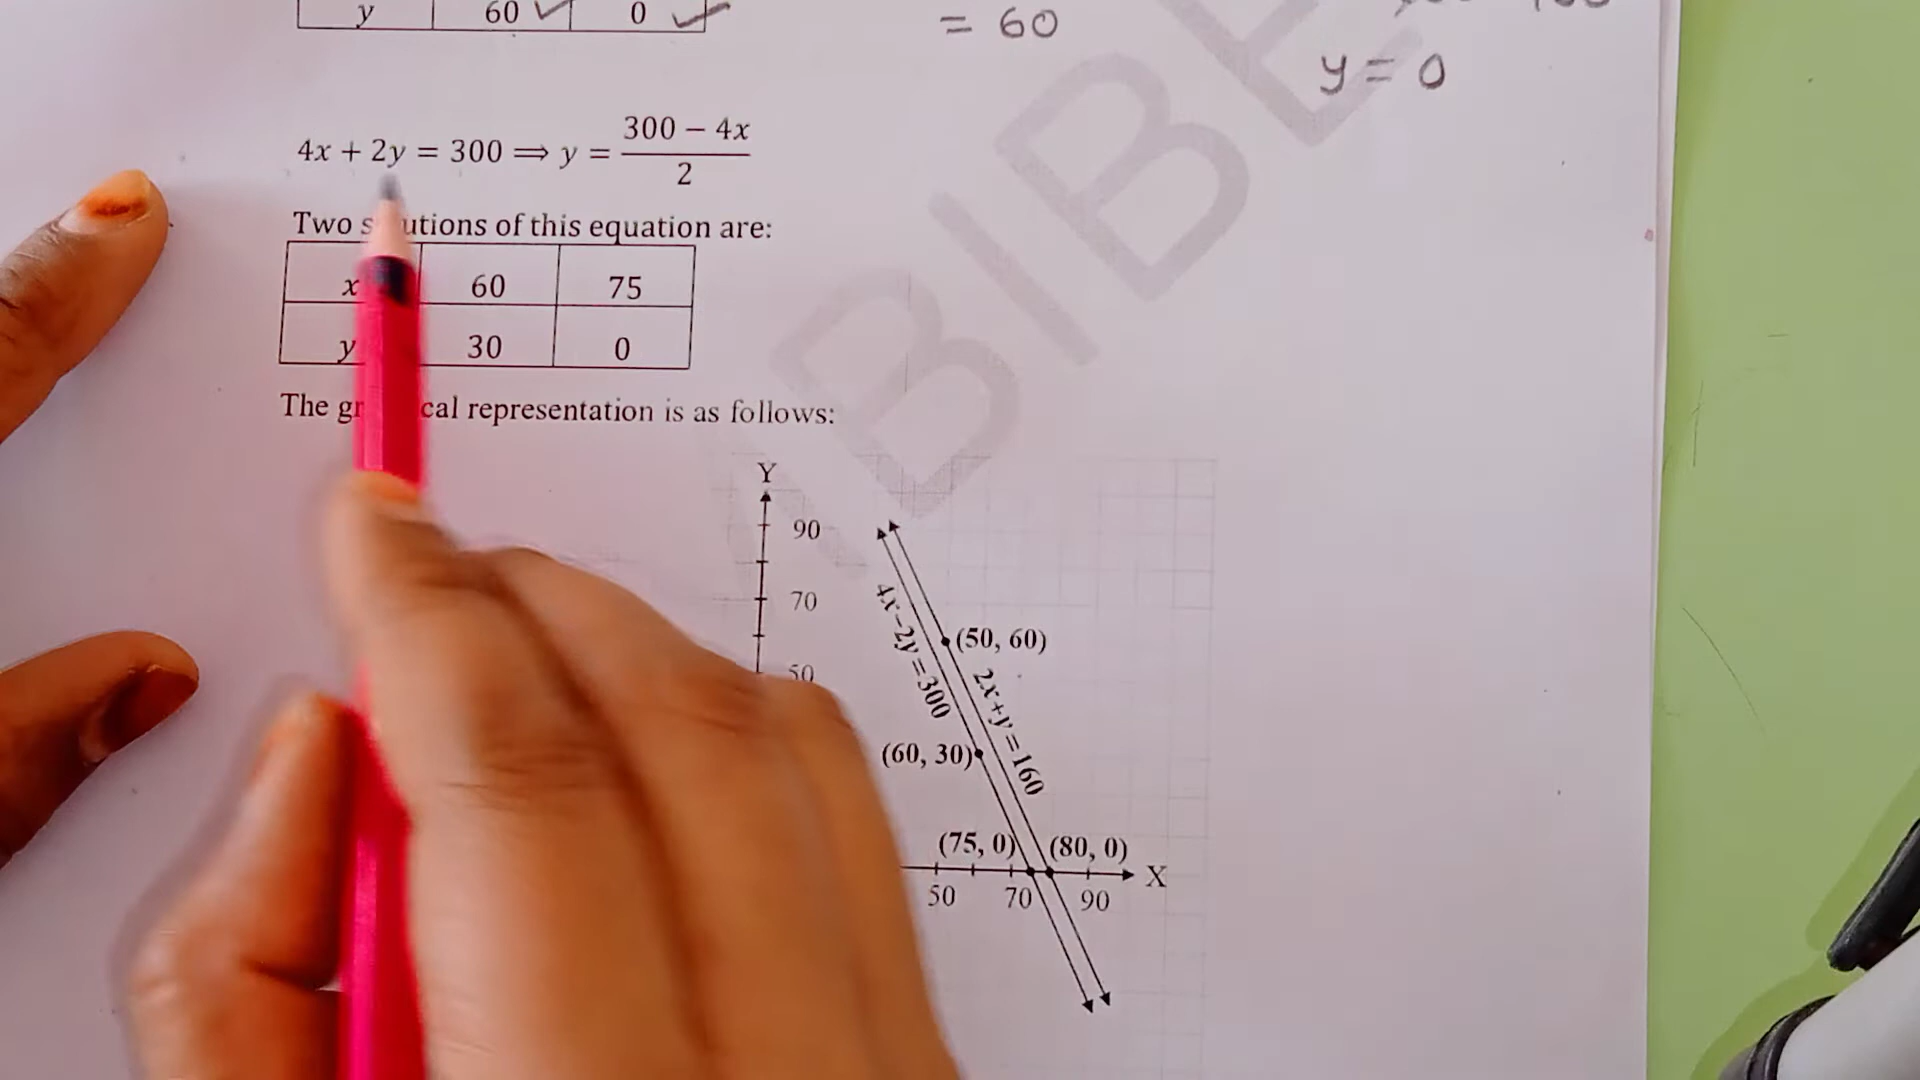 y 60 ✓ 0 ✓
= 60
y = 0
4x + 2y = 300 ⟹ y = (300 − 4x)/2
Two utions of this equation are:
x 60 75
y 30 0
The gr cal representation is as follows:
Y
90
70
50
4x−2y=300
(50, 60)
2x+y=160
(60, 30)
(75, 0) (80, 0)
X
50 70 90